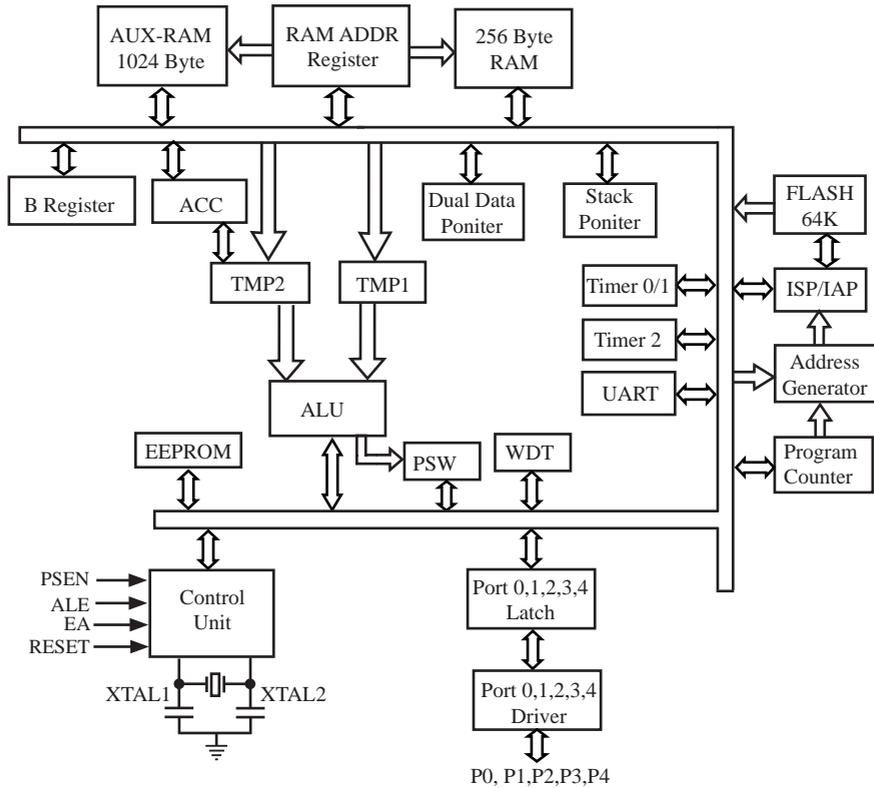 AUX-RAM
1024 Byte
RAM ADDR
Register
256 Byte
RAM
B Register
ACC
Dual Data
Poniter
Stack
Poniter
FLASH
64K
TMP2
TMP1
Timer 0/1
ISP/IAP
Timer 2
Address
Generator
UART
ALU
EEPROM
PSW
WDT
Program
Counter
PSEN
ALE
EA
RESET
Control
Unit
Port 0,1,2,3,4
Latch
XTAL1
XTAL2
Port 0,1,2,3,4
Driver
P0, P1,P2,P3,P4